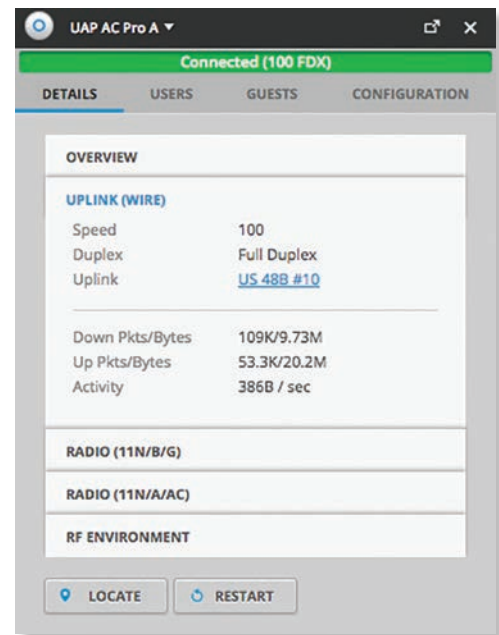 UAP AC Pro A
Connected (100 FDX)
DETAILS USERS GUESTS CONFIGURATION
OVERVIEW
UPLINK (WIRE)
Speed 100
Duplex Full Duplex
Uplink US 48B #10
Down Pkts/Bytes 109K/9.73M
Up Pkts/Bytes 53.3K/20.2M
Activity 386B / sec
RADIO (11N/B/G)
RADIO (11N/A/AC)
RF ENVIRONMENT
LOCATE RESTART